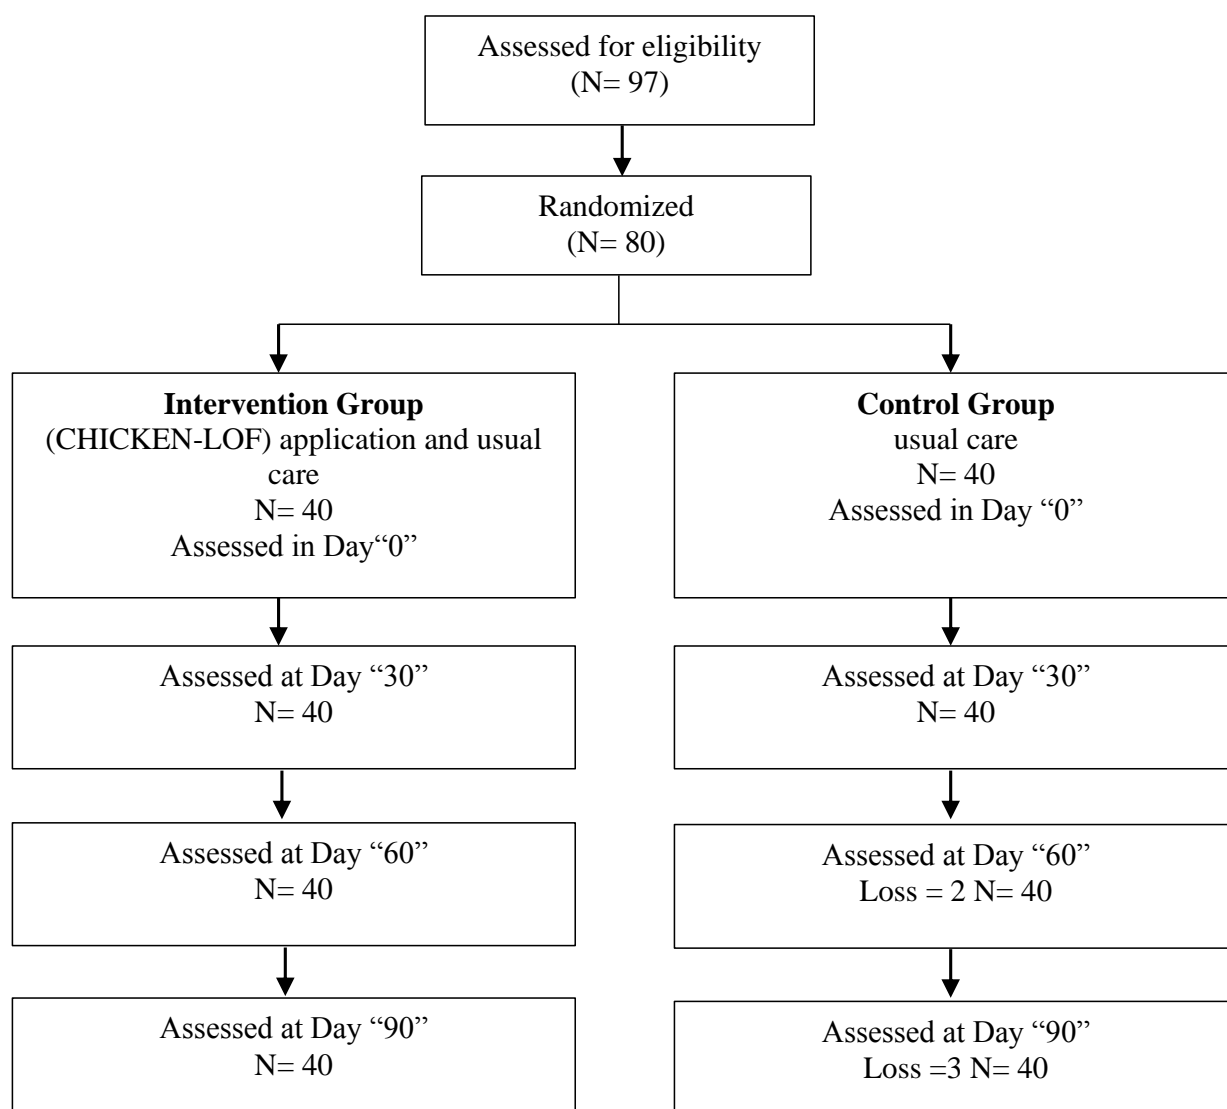 Assessed for eligibility
(N= 97)
Randomized
(N= 80)
Intervention Group
(CHICKEN-LOF) application and usual
care
N= 40
Assessed in Day“0”
Control Group
usual care
N= 40
Assessed in Day “0”
Assessed at Day “30”
N= 40
Assessed at Day “30”
N= 40
Assessed at Day “60”
N= 40
Assessed at Day “60”
Loss = 2 N= 40
Assessed at Day “90”
N= 40
Assessed at Day “90”
Loss =3 N= 40